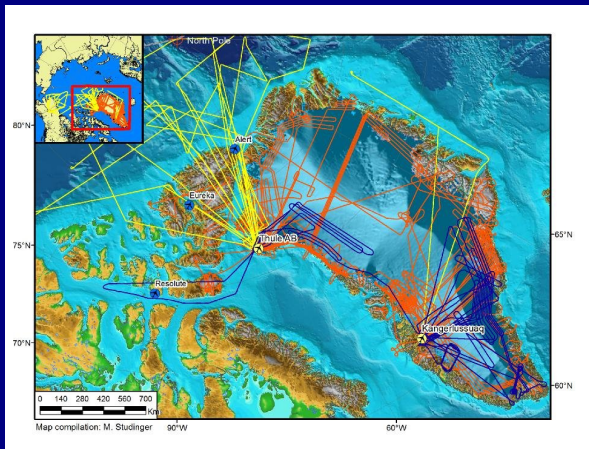 North Pole
80°N
Alert
Eureka
Thule AB
75°N
65°N
Resolute
Kangerlussuaq
70°N
60°N
0 140 280 420 560 700
Km
Map compilation: M. Studinger
90°W
60°W